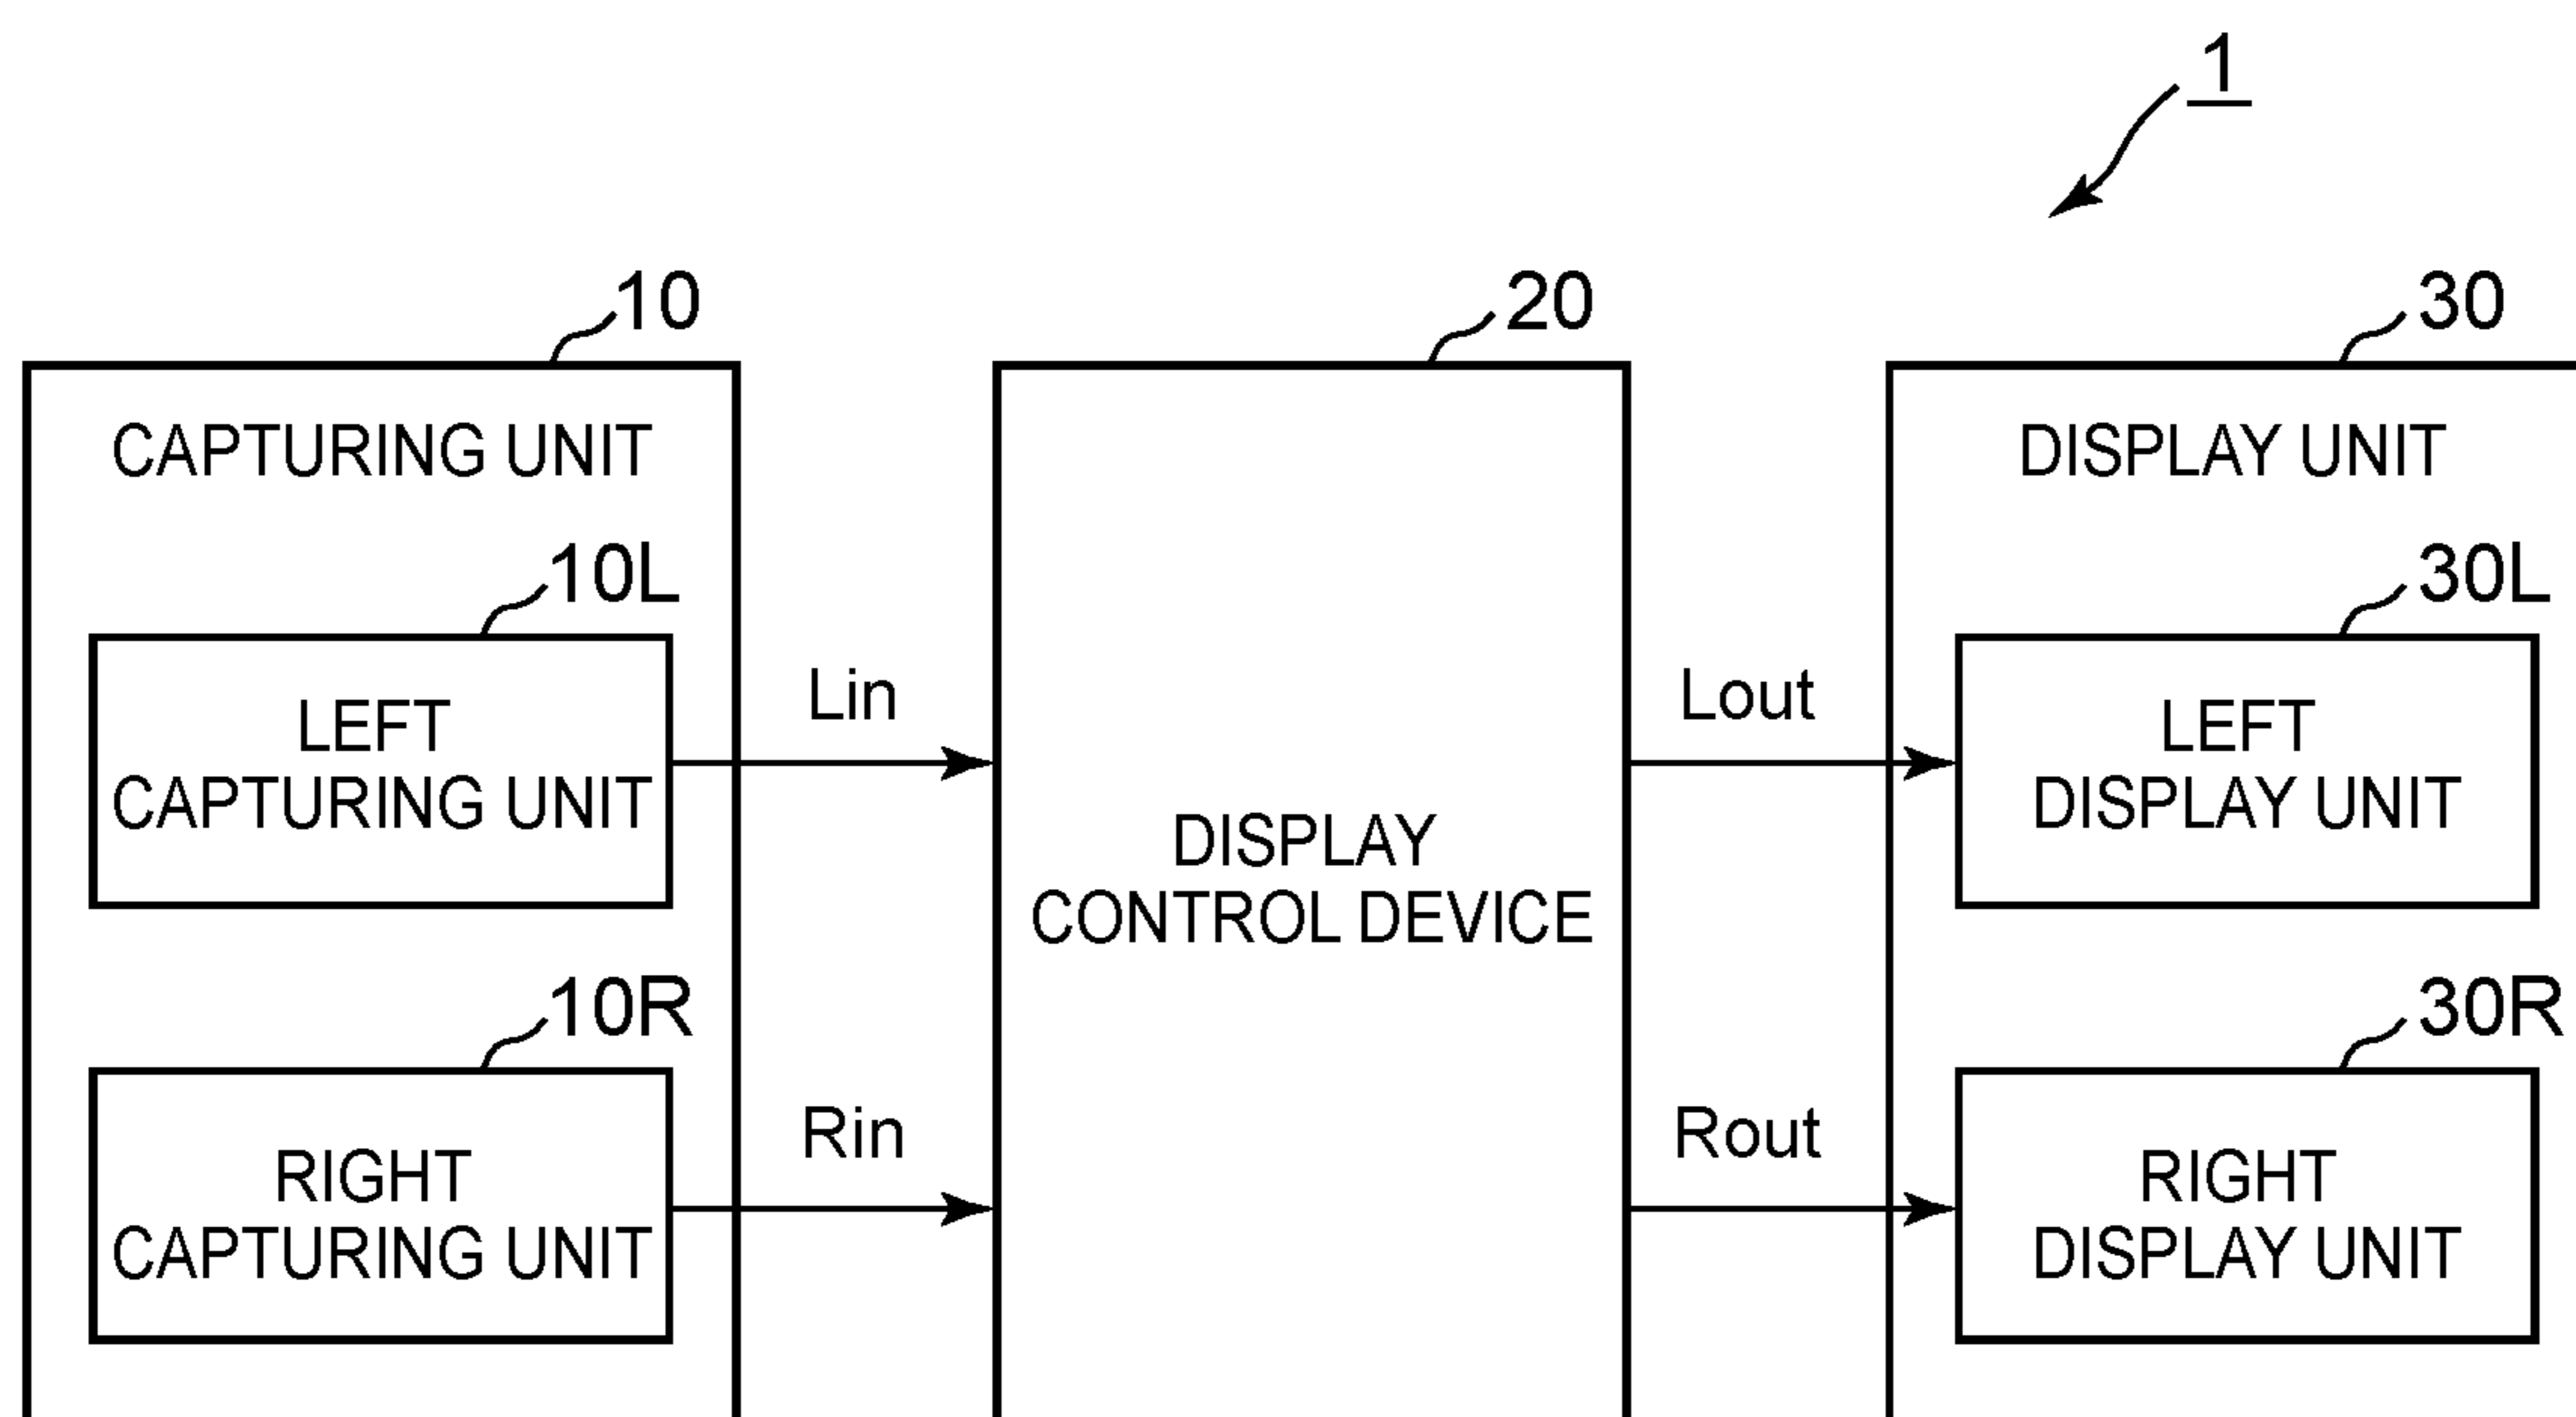 1
10
20
30
CAPTURING UNIT
DISPLAY UNIT
10L
30L
LEFT
CAPTURING UNIT
Lin
Lout
LEFT
DISPLAY UNIT
DISPLAY
CONTROL DEVICE
10R
30R
RIGHT
CAPTURING UNIT
Rin
Rout
RIGHT
DISPLAY UNIT